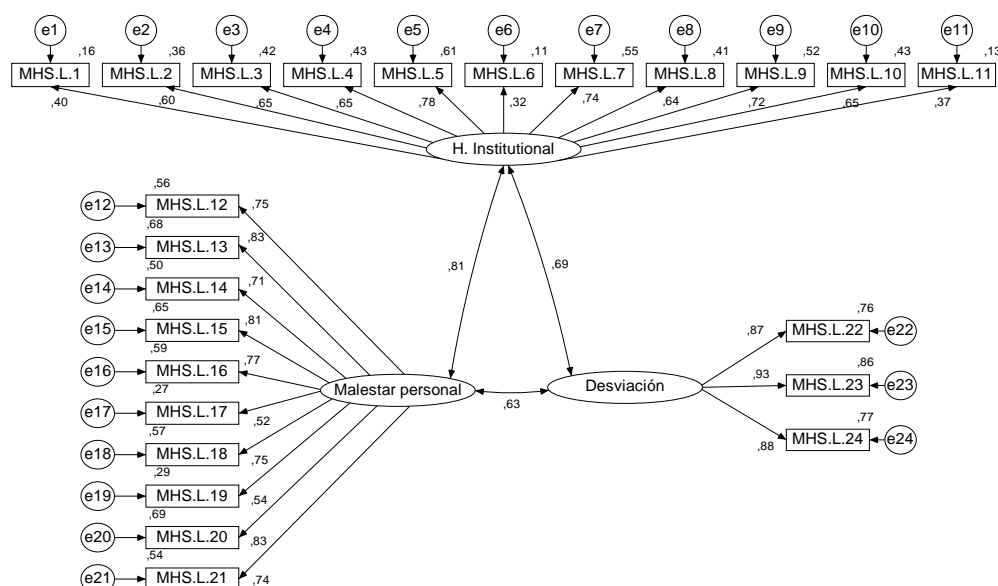 e1 e2 e3 e4 e5 e6 e7 e8 e9 e10 e11
,16 ,36 ,42 ,43 ,61 ,11 ,55 ,41 ,52 ,43 ,13
MHS.L.1 MHS.L.2 MHS.L.3 MHS.L.4 MHS.L.5 MHS.L.6 MHS.L.7 MHS.L.8 MHS.L.9 MHS.L.10 MHS.L.11
,40 ,60 ,65 ,65 ,78 ,32 ,74 ,64 ,72 ,65 ,37
H. Institutional
,56
e12 MHS.L.12 ,75
,68 ,83
e13 MHS.L.13
,50
e14 MHS.L.14 ,71
,65
e15 MHS.L.15 ,81
,59
e16 MHS.L.16 ,77
,27
e17 MHS.L.17 ,52
,57
e18 MHS.L.18 ,75
,29
e19 MHS.L.19 ,54
,69
e20 MHS.L.20 ,83
,54
e21 MHS.L.21 ,74
,81 ,69
Malestar personal
,63
Desviación
,76
,87 MHS.L.22 e22
,86
,93 MHS.L.23 e23
,77
,88 MHS.L.24 e24